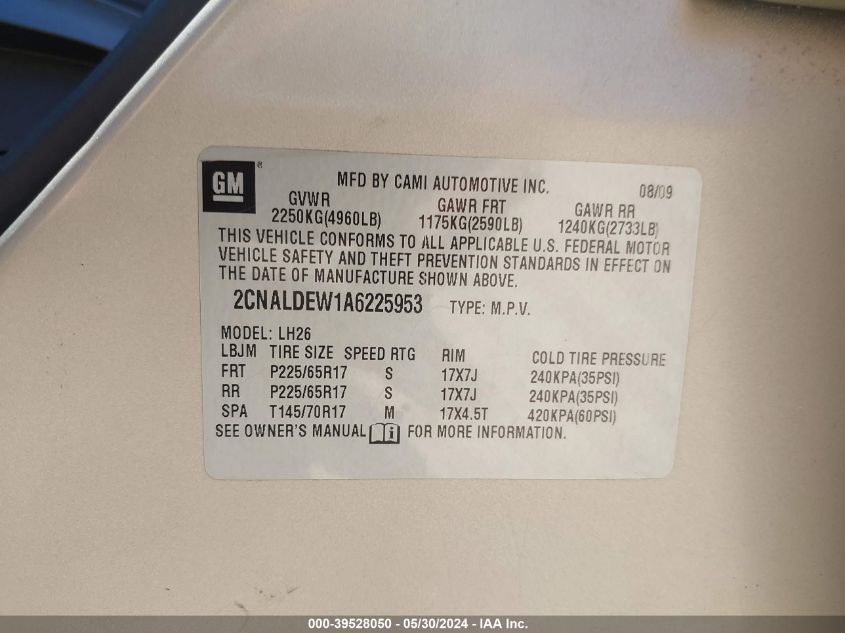 GM ®
MFD BY CAMI AUTOMOTIVE INC. 08/09
GVWR GAWR FRT GAWR RR
2250KG(4960LB) 1175KG(2590LB) 1240KG(2733LB)
THIS VEHICLE CONFORMS TO ALL APPLICABLE U.S. FEDERAL MOTOR
VEHICLE SAFETY AND THEFT PREVENTION STANDARDS IN EFFECT ON
THE DATE OF MANUFACTURE SHOWN ABOVE.
2CNALDEW1A6225953 TYPE: M.P.V.
MODEL: LH26
LBJM TIRE SIZE SPEED RTG RIM COLD TIRE PRESSURE
FRT P225/65R17 S 17X7J 240KPA(35PSI)
RR P225/65R17 S 17X7J 240KPA(35PSI)
SPA T145/70R17 M 17X4.5T 420KPA(60PSI)
SEE OWNER'S MANUAL i FOR MORE INFORMATION.
000-39528050 - 05/30/2024 - IAA Inc.